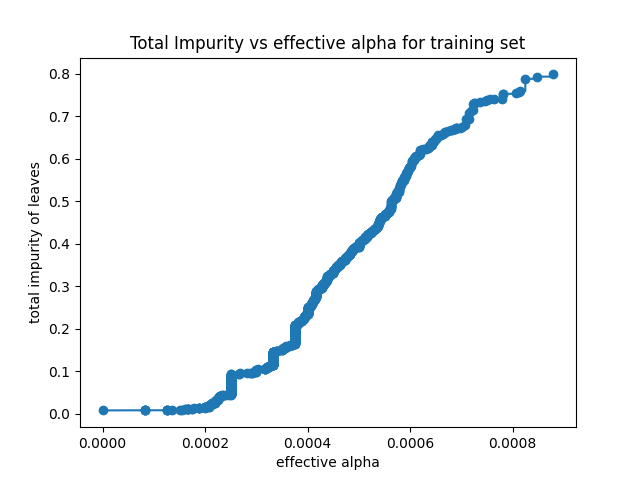 Total Impurity vs effective alpha for training set
0.8
0.7
0.6
0.5
0.4
0.3
0.2
0.1
0.0
total impurity of leaves
0.0000 0.0002 0.0004 0.0006 0.0008
effective alpha